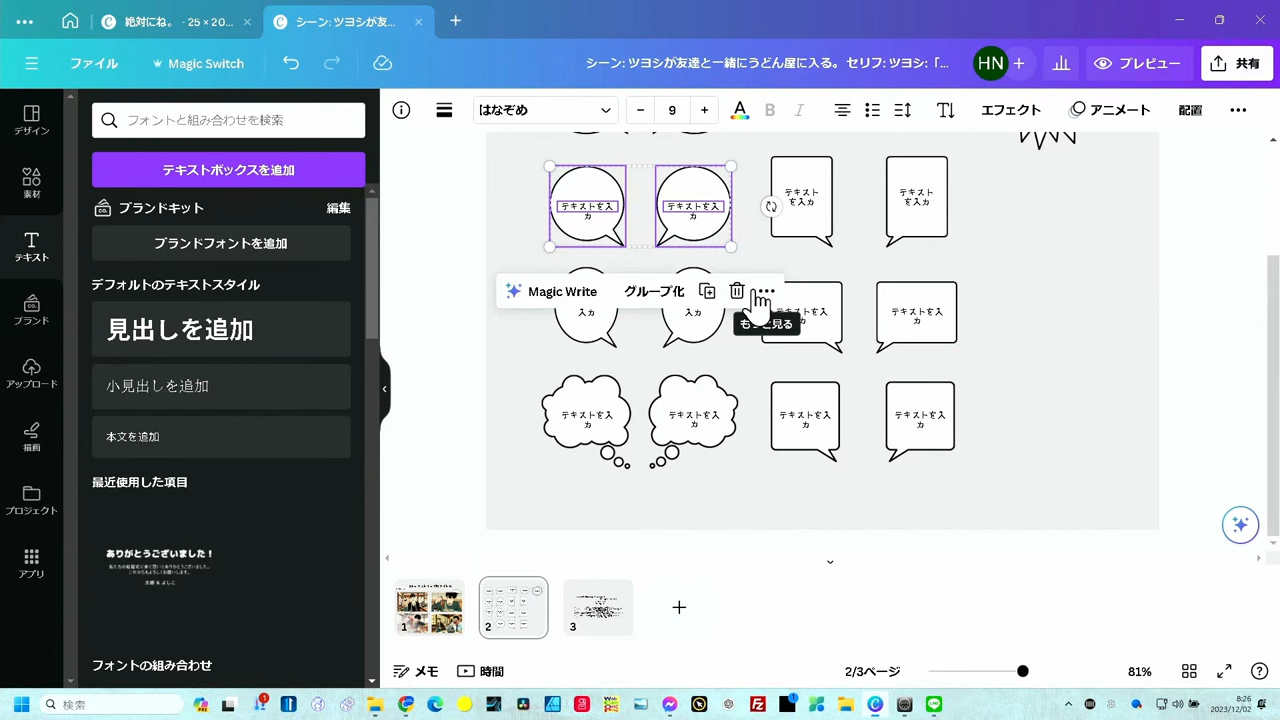 絶対にね。 - 25 × 20...
シーン: ツヨシが友...
ファイル
Magic Switch
シーン: ツヨシが友達と一緒にうどん屋に入る。セリフ: ツヨシ:「...
HN
プレビュー
共有
デザイン
素材
テキスト
ブランド
アップロード
描画
プロジェクト
アプリ
フォントと組み合わせを検索
テキストボックスを追加
ブランドキット
編集
ブランドフォントを追加
デフォルトのテキストスタイル
見出しを追加
小見出しを追加
本文を追加
最近使用した項目
ありがとうございました!
太郎 & よしこ
フォントの組み合わせ
はなぞめ
9
A
B
I
エフェクト
アニメート
配置
テキストを入
力
テキストを入
力
テキスト
を入力
テキスト
を入力
Magic Write
グループ化
もっと見る
入力
入力
を入力
テキストを
入力
テキストを入
力
テキストを入
力
テキストを入
力
テキストを入
力
1
2
3
メモ
時間
2/3ページ
81%
検索
8:26
2023/12/02